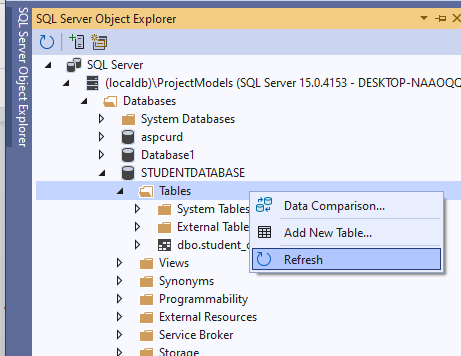 SQL Server Object Explorer
SQL Server Object Explorer
SQL Server
(localdb)\ProjectModels (SQL Server 15.0.4153 - DESKTOP-NAAOQQ
Databases
System Databases
aspcurd
Database1
STUDENTDATABASE
Tables
System Tables
External Table
dbo.student_
Views
Synonyms
Programmability
External Resources
Service Broker
Storage
Data Comparison...
Add New Table...
Refresh